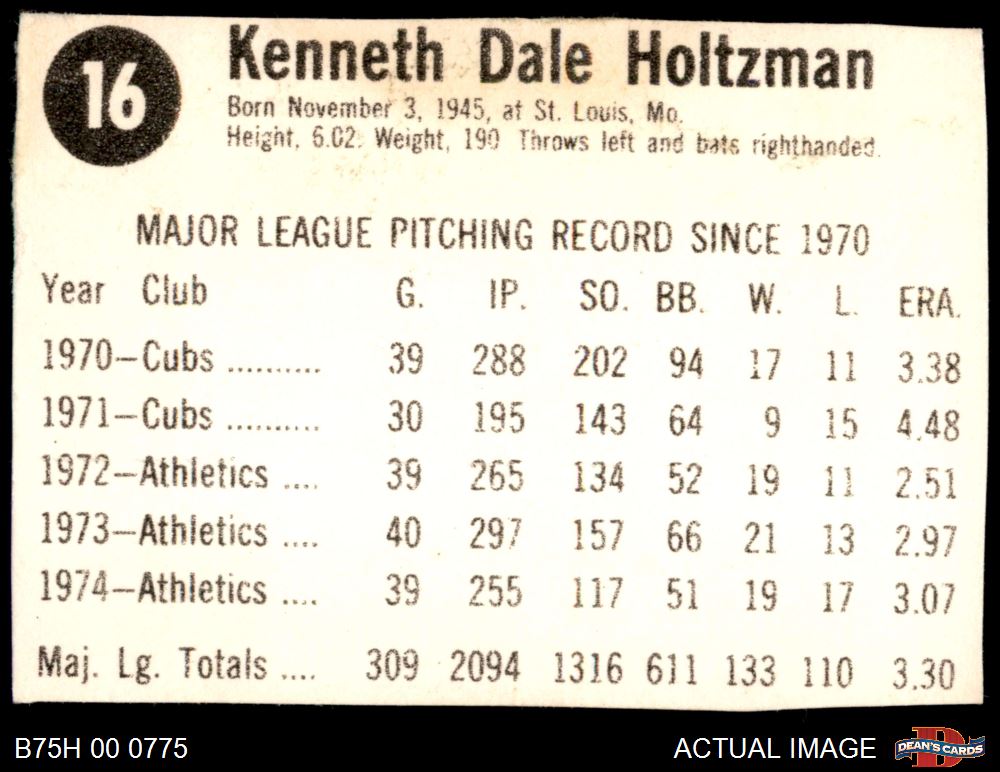 16
Kenneth Dale Holtzman
Born November 3, 1945, at St. Louis, Mo.
Height, 6.02. Weight, 190 Throws left and bats righthanded.
MAJOR LEAGUE PITCHING RECORD SINCE 1970
Year Club G. IP. SO. BB. W. L. ERA.
1970—Cubs .......... 39 288 202 94 17 11 3.38
1971—Cubs .......... 30 195 143 64 9 15 4.48
1972—Athletics .... 39 265 134 52 19 11 2.51
1973—Athletics .... 40 297 157 66 21 13 2.97
1974—Athletics .... 39 255 117 51 19 17 3.07
Maj. Lg. Totals .... 309 2094 1316 611 133 110 3.30
B75H 00 0775 ACTUAL IMAGE DEAN'S CARDS